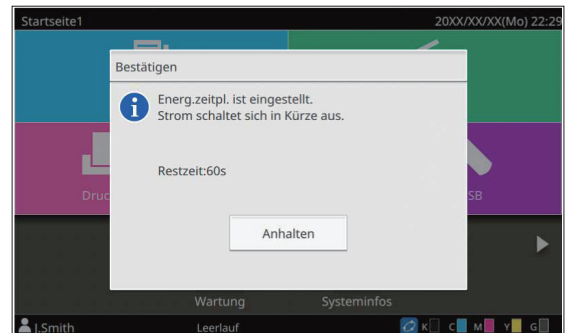 Startseite1 20XX/XX/XX(Mo) 22:29
Bestätigen
Energ.zeitpl. ist eingestellt.
Strom schaltet sich in Kürze aus.
Restzeit:60s
Druc SB
Anhalten
Wartung Systeminfos
J.Smith Leerlauf K C M Y G